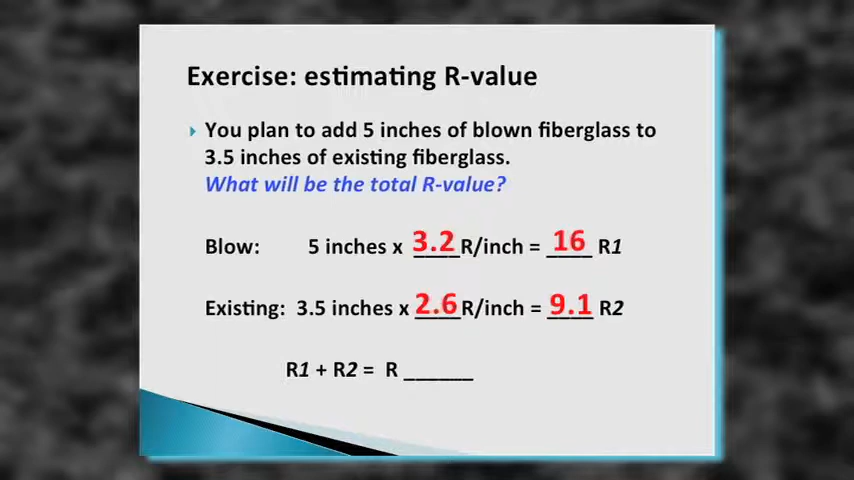 Exercise: estimating R-value
You plan to add 5 inches of blown fiberglass to
3.5 inches of existing fiberglass.
What will be the total R-value?
Blow: 5 inches x 3.2 R/inch = 16 R1
Existing: 3.5 inches x 2.6 R/inch = 9.1 R2
R1 + R2 = R ______